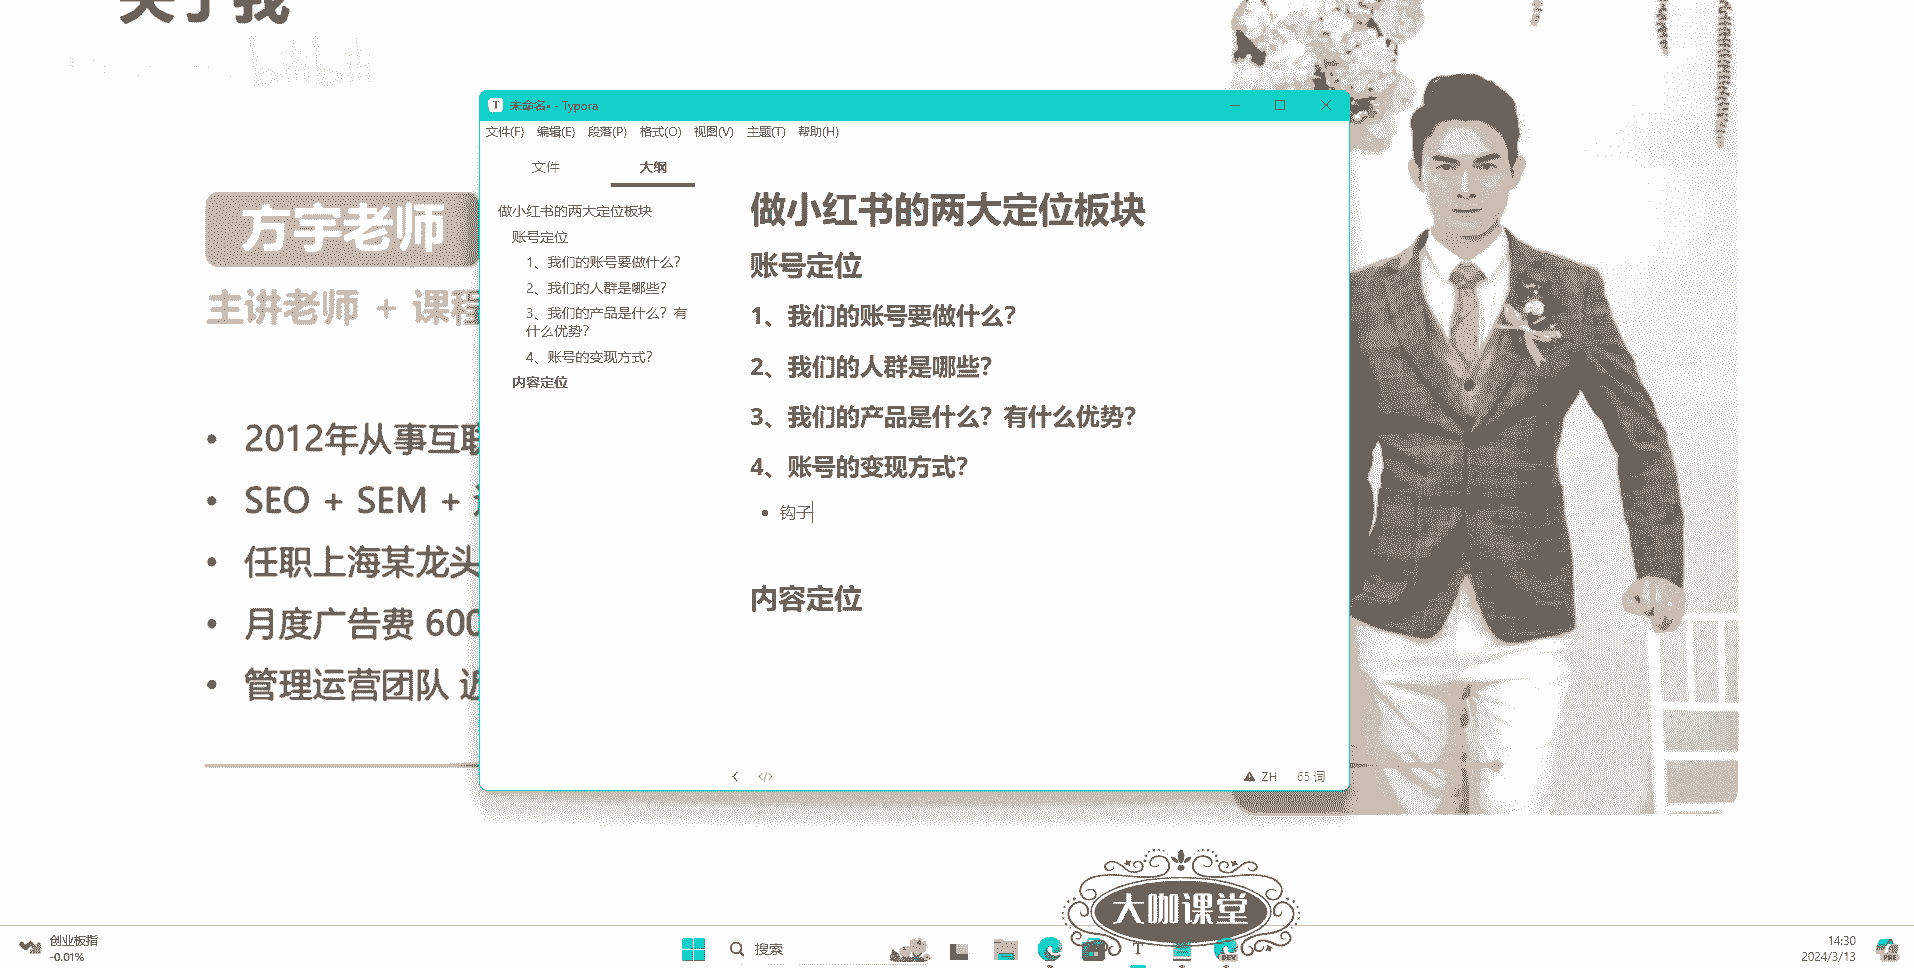 关于我
bilibili
方宇老师
主讲老师 + 课程
2012年从事互联
SEO + SEM +
任职上海某龙头
月度广告费 600
管理运营团队 近
T 未命名• - Typora
文件(F) 编辑(E) 段落(P) 格式(O) 视图(V) 主题(T) 帮助(H)
文件 大纲
做小红书的两大定位板块
账号定位
1、我们的账号要做什么?
2、我们的人群是哪些?
3、我们的产品是什么?有
什么优势?
4、账号的变现方式?
内容定位
做小红书的两大定位板块
账号定位
1、我们的账号要做什么?
2、我们的人群是哪些?
3、我们的产品是什么?有什么优势?
4、账号的变现方式?
钩子
内容定位
ZH 65 词
大咖课堂
创业板指
-0.01%
搜索
T
DEV
14:30
2024/3/13
PRE